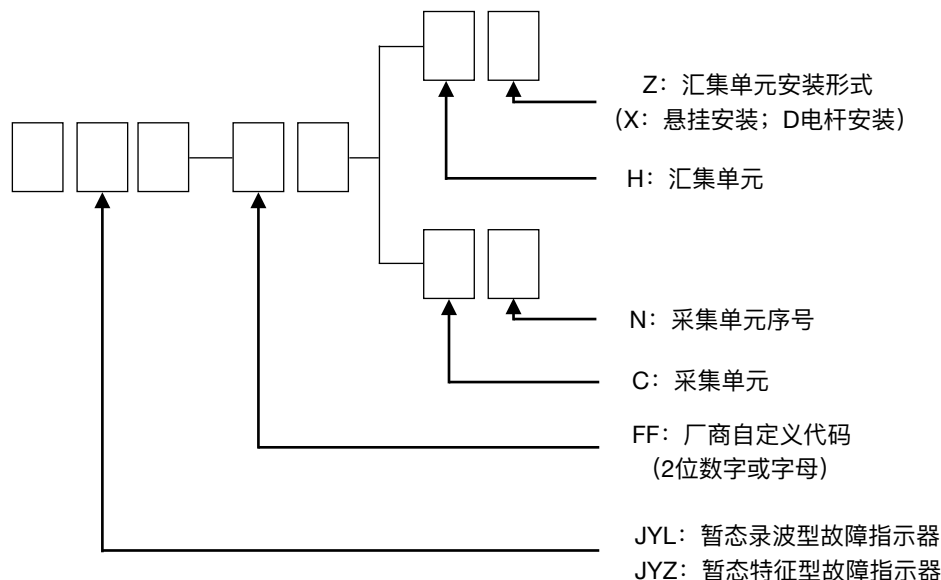 Z：汇集单元安装形式
（X：悬挂安装；D电杆安装）
H：汇集单元
N：采集单元序号
C：采集单元
FF：厂商自定义代码
（2位数字或字母）
JYL：暂态录波型故障指示器
JYZ：暂态特征型故障指示器